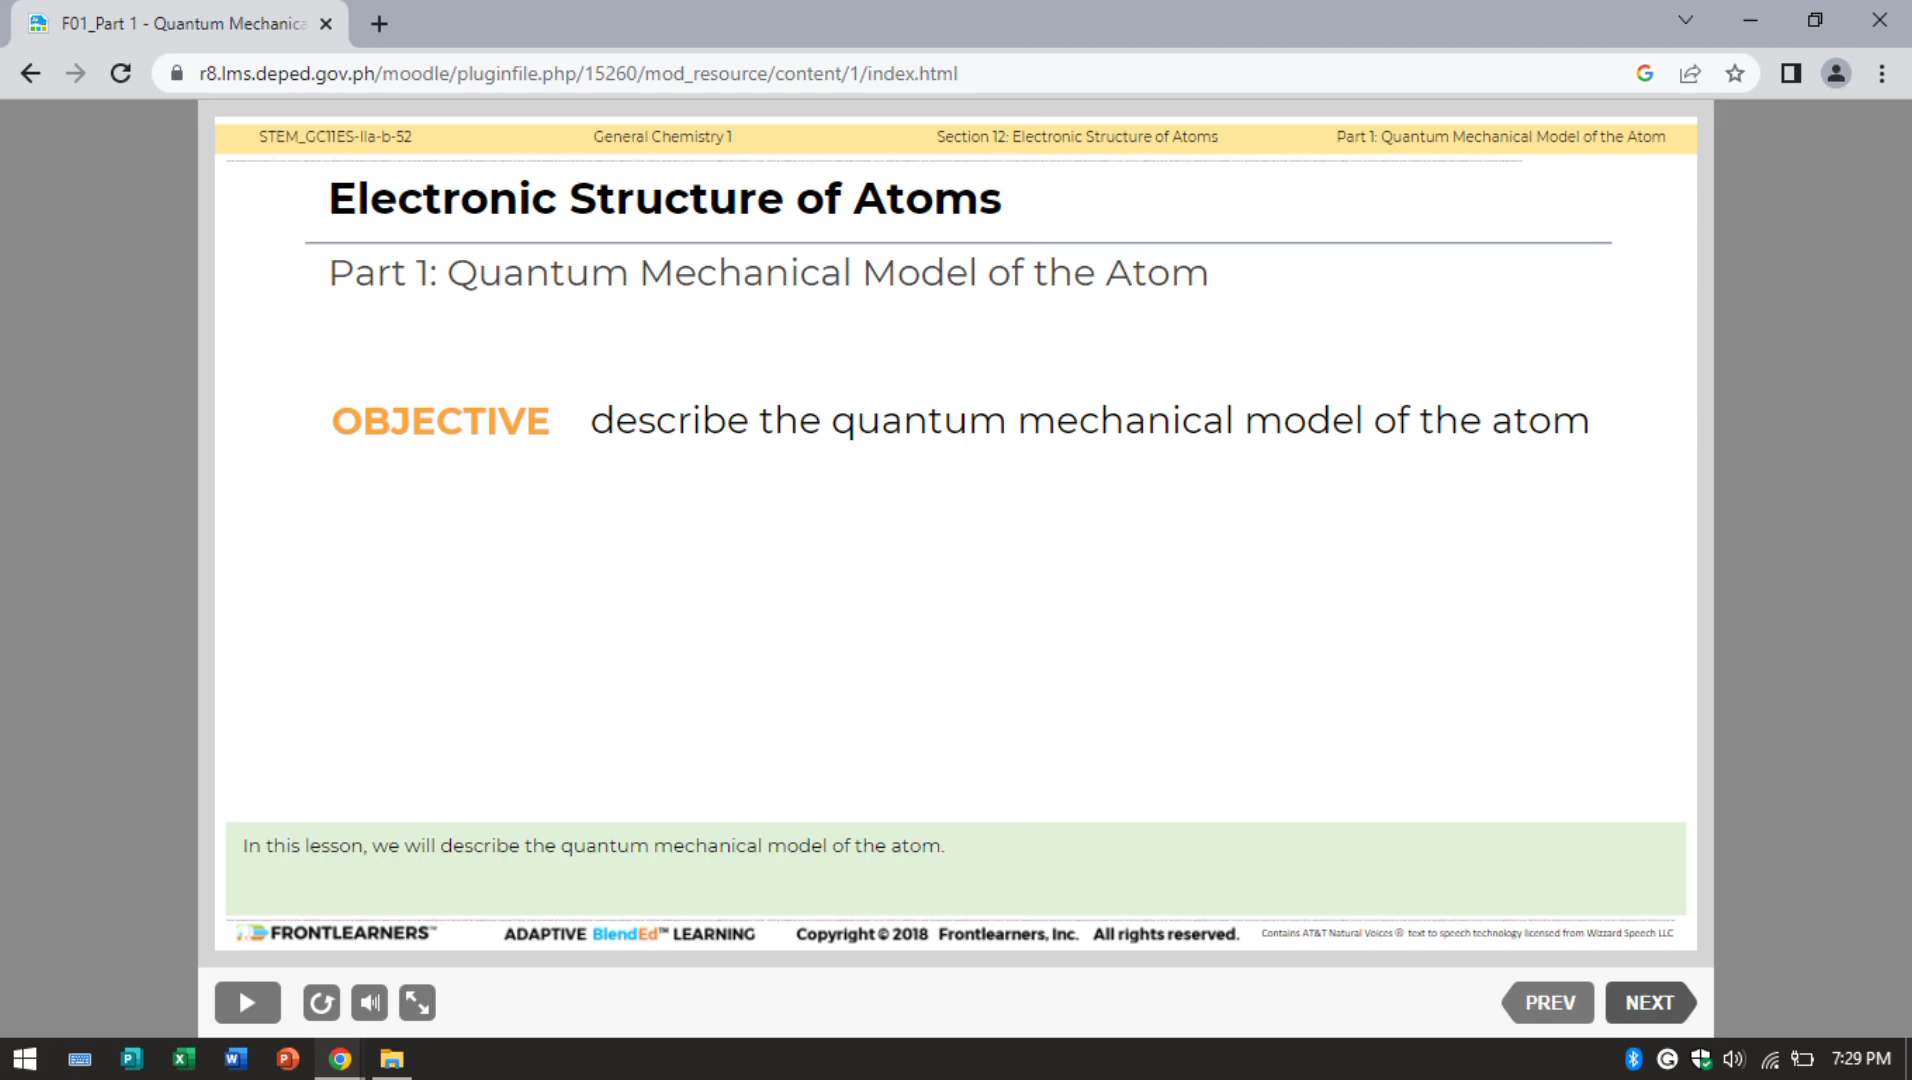 F01_Part 1 - Quantum Mechanica
r8.lms.deped.gov.ph/moodle/pluginfile.php/15260/mod_resource/content/1/index.html
STEM_GC11ES-IIa-b-52 General Chemistry 1 Section 12: Electronic Structure of Atoms Part 1: Quantum Mechanical Model of the Atom
Electronic Structure of Atoms
Part 1: Quantum Mechanical Model of the Atom
OBJECTIVE describe the quantum mechanical model of the atom
In this lesson, we will describe the quantum mechanical model of the atom.
FRONTLEARNERS™ ADAPTIVE BlendEd™ LEARNING Copyright © 2018 Frontlearners, Inc. All rights reserved. Contains AT&T Natural Voices ® text to speech technology licensed from Wizzard Speech LLC
PREV NEXT
7:29 PM